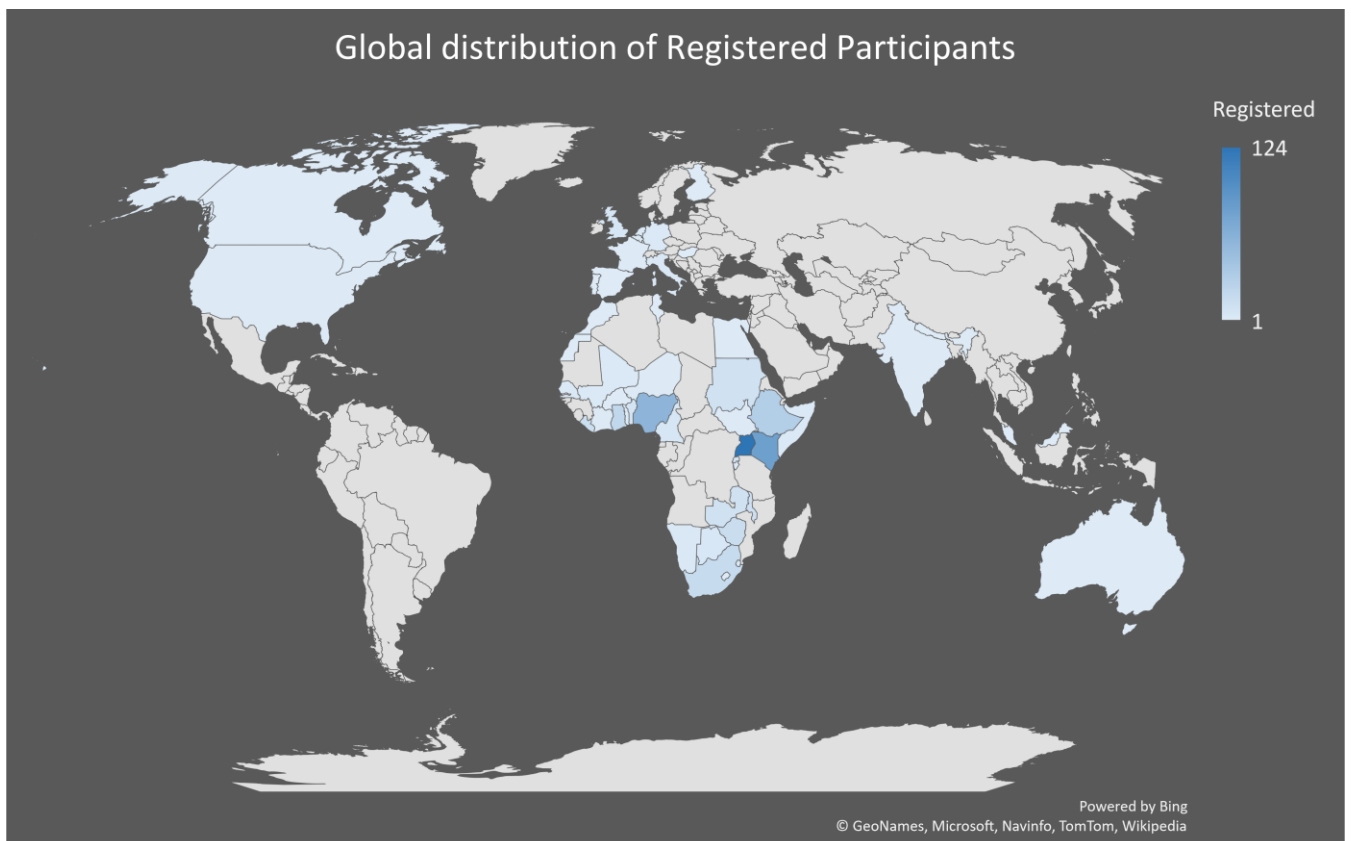 Global distribution of Registered Participants
Registered
124
1
Powered by Bing
© GeoNames, Microsoft, Navinfo, TomTom, Wikipedia